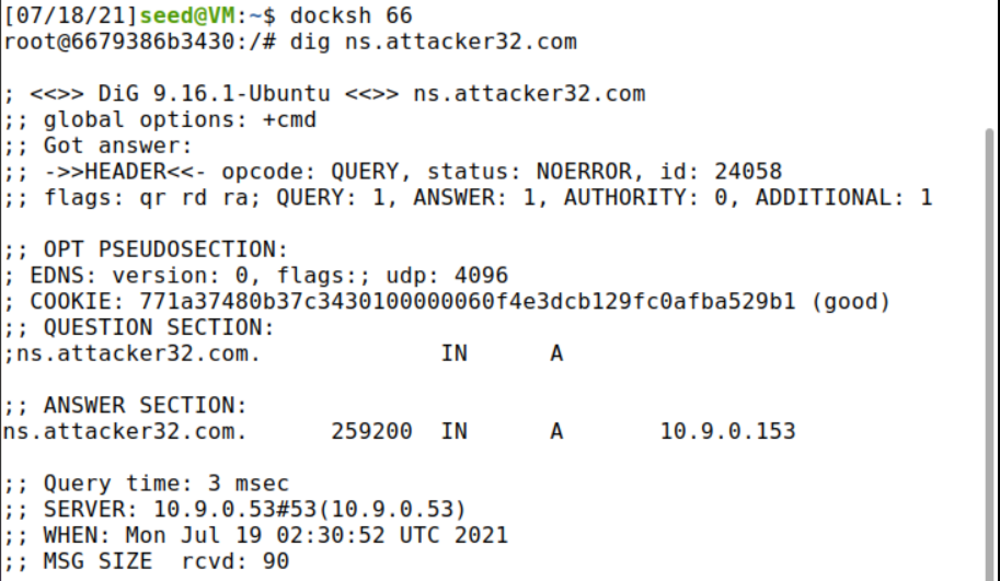 [07/18/21]seed@VM:~$ docksh 66
root@6679386b3430:/# dig ns.attacker32.com
; <<>> DiG 9.16.1-Ubuntu <<>> ns.attacker32.com
;; global options: +cmd
;; Got answer:
;; ->>HEADER<<- opcode: QUERY, status: NOERROR, id: 24058
;; flags: qr rd ra; QUERY: 1, ANSWER: 1, AUTHORITY: 0, ADDITIONAL: 1
;; OPT PSEUDOSECTION:
; EDNS: version: 0, flags:; udp: 4096
; COOKIE: 771a37480b37c3430100000060f4e3dcb129fc0afba529b1 (good)
;; QUESTION SECTION:
;ns.attacker32.com. IN A
;; ANSWER SECTION:
ns.attacker32.com. 259200 IN A 10.9.0.153
;; Query time: 3 msec
;; SERVER: 10.9.0.53#53(10.9.0.53)
;; WHEN: Mon Jul 19 02:30:52 UTC 2021
;; MSG SIZE  rcvd: 90